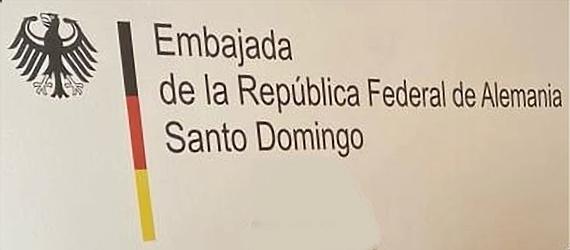 Embajada
de la República Federal de Alemania
Santo Domingo